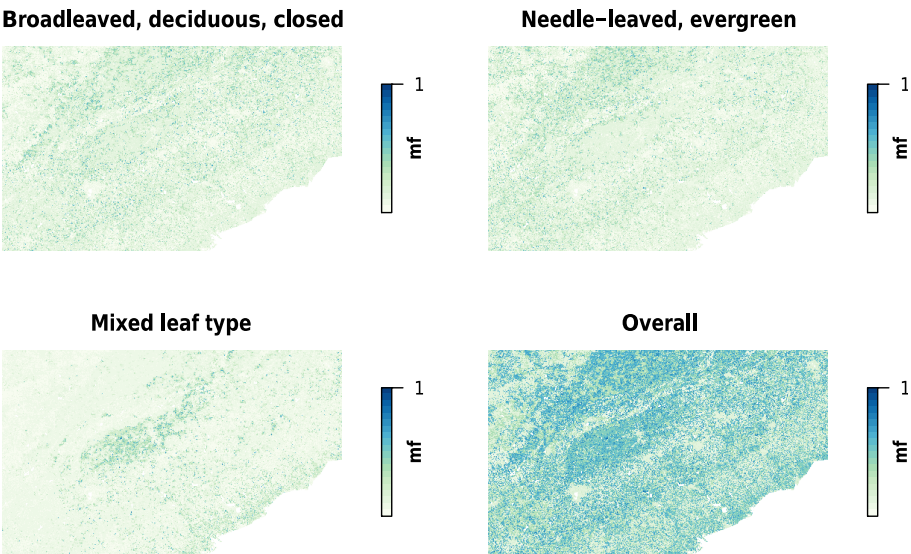 Broadleaved, deciduous, closed
Needle−leaved, evergreen
1
mf
1
mf
Mixed leaf type
Overall
1
mf
1
mf